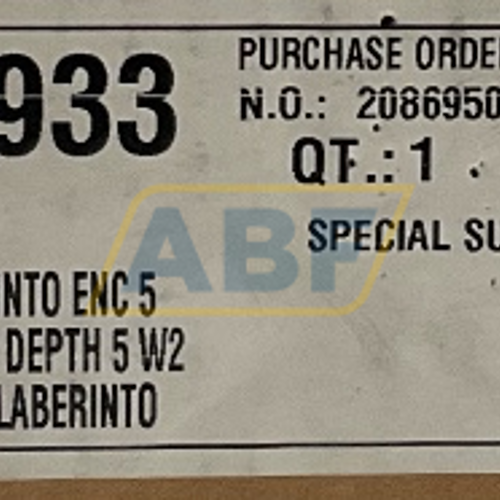 933
PURCHASE ORDE
N.O.: 2086950
QT.: 1
SPECIAL SU
ABF
NTO ENC 5
DEPTH 5 W2
LABERINTO